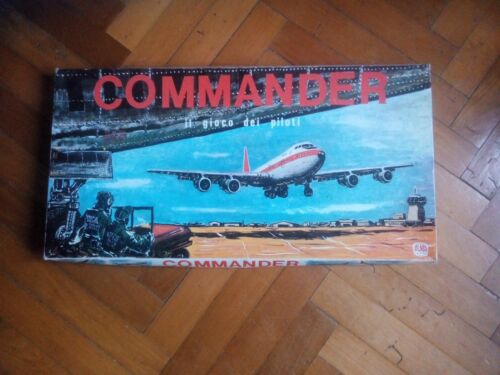 COMMANDER
il gioco dei piloti
COMMANDER